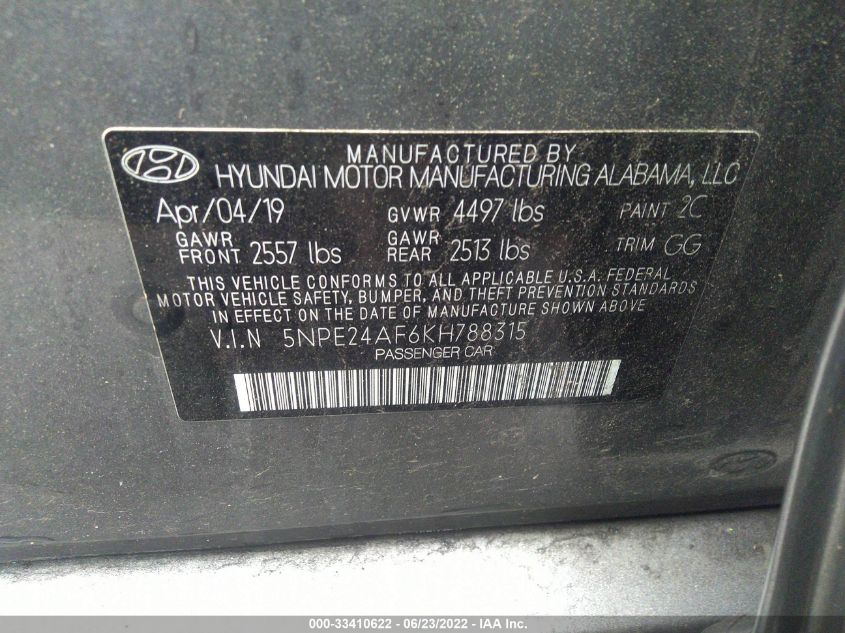 MANUFACTURED BY
HYUNDAI MOTOR MANUFACTURING ALABAMA, LLC
Apr/04/19 GVWR 4497 lbs PAINT 2C
GAWR FRONT 2557 lbs GAWR REAR 2513 lbs TRIM GG
THIS VEHICLE CONFORMS TO ALL APPLICABLE U.S.A. FEDERAL
MOTOR VEHICLE SAFETY, BUMPER, AND THEFT PREVENTION STANDARDS
IN EFFECT ON THE DATE OF MANUFACTURE SHOWN ABOVE
V.I.N 5NPE24AF6KH788315
PASSENGER CAR
000-33410622 - 06/23/2022 - IAA Inc.